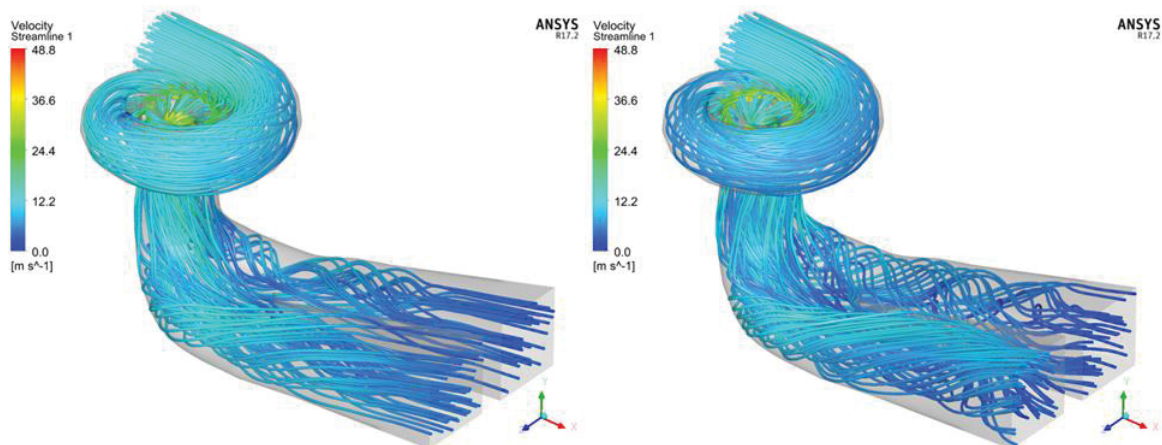 Velocity
Streamline 1
48.8
36.6
24.4
12.2
0.0
[m s^-1]
ANSYS
R17.2
Y
X
Z
Velocity
Streamline 1
48.8
36.6
24.4
12.2
0.0
[m s^-1]
ANSYS
R17.2
Y
X
Z